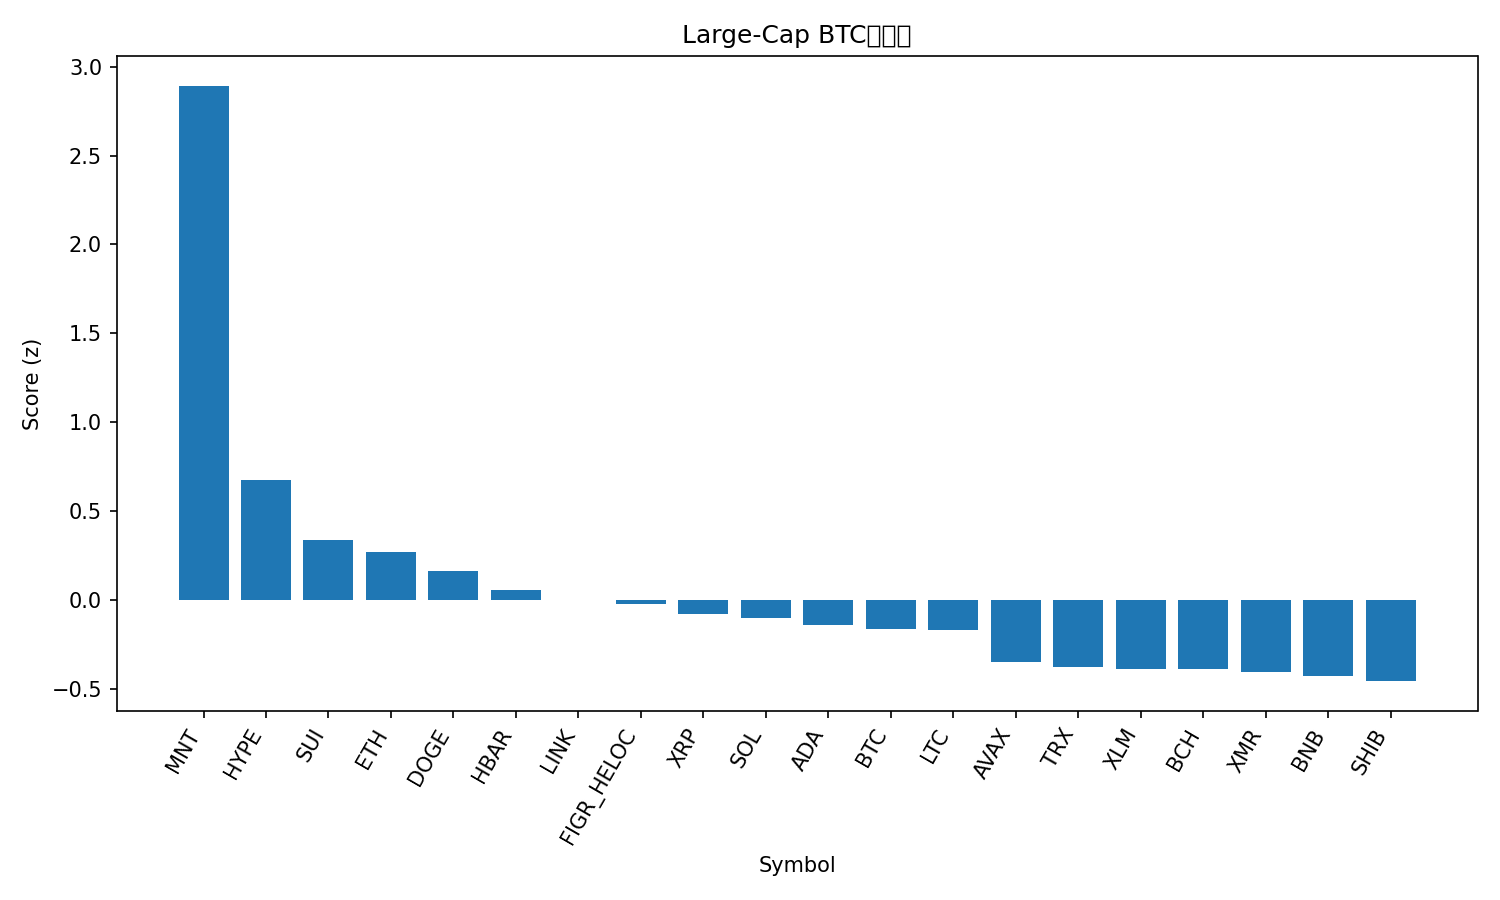 Large-Cap BTC
3.0
2.5
2.0
1.5
1.0
0.5
0.0
−0.5
Score (z)
MNT
HYPE
SUI
ETH
DOGE
HBAR
LINK
FIGR_HELOC
XRP
SOL
ADA
BTC
LTC
AVAX
TRX
XLM
BCH
XMR
BNB
SHIB
Symbol